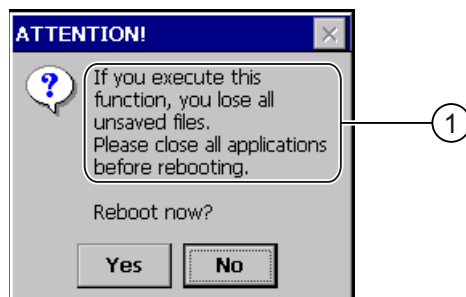 ATTENTION!
If you execute this
function, you lose all
unsaved files.
Please close all applications
before rebooting.
1
Reboot now?
Yes No